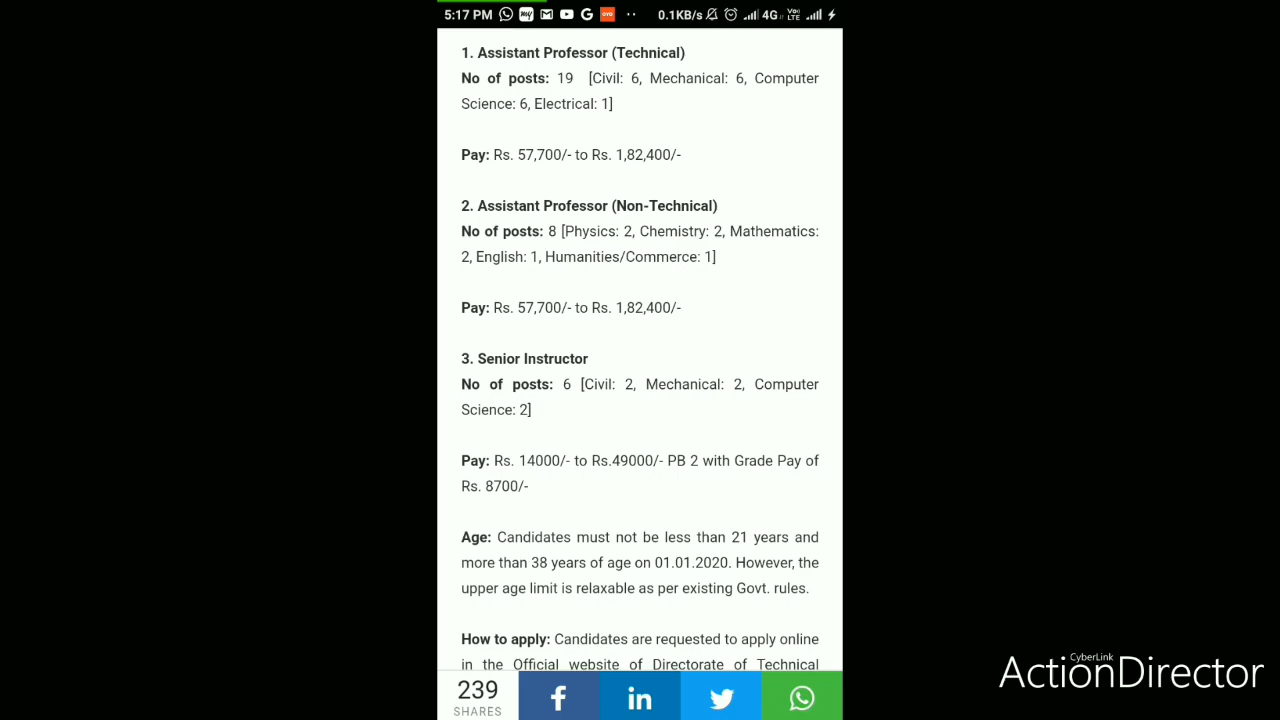 5:17 PM 0.1KB/s 4G VoLTE
1. Assistant Professor (Technical)
No of posts: 19 [Civil: 6, Mechanical: 6, Computer
Science: 6, Electrical: 1]
Pay: Rs. 57,700/- to Rs. 1,82,400/-
2. Assistant Professor (Non-Technical)
No of posts: 8 [Physics: 2, Chemistry: 2, Mathematics:
2, English: 1, Humanities/Commerce: 1]
Pay: Rs. 57,700/- to Rs. 1,82,400/-
3. Senior Instructor
No of posts: 6 [Civil: 2, Mechanical: 2, Computer
Science: 2]
Pay: Rs. 14000/- to Rs.49000/- PB 2 with Grade Pay of
Rs. 8700/-
Age: Candidates must not be less than 21 years and
more than 38 years of age on 01.01.2020. However, the
upper age limit is relaxable as per existing Govt. rules.
How to apply: Candidates are requested to apply online
in the Official website of Directorate of Technical
239
SHARES
CyberLink
ActionDirector